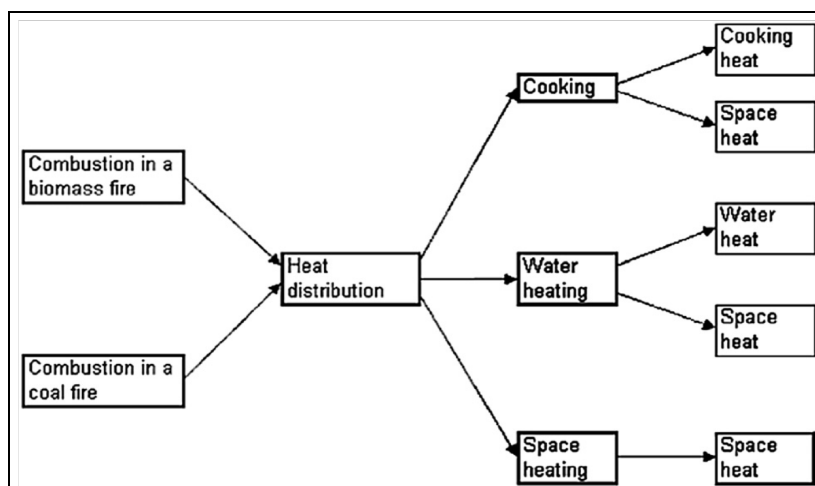 Combustion in a
biomass fire
Combustion in a
coal fire
Heat
distribution
Cooking
Water
heating
Space
heating
Cooking
heat
Space
heat
Water
heat
Space
heat
Space
heat